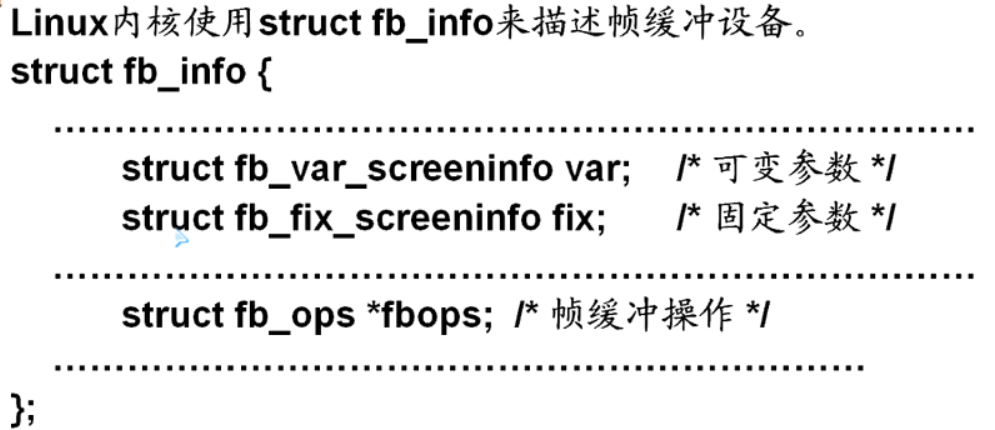 Linux内核使用struct fb_info来描述帧缓冲设备。
struct fb_info {
……………………………………………………………………
struct fb_var_screeninfo var; /* 可变参数 */
struct fb_fix_screeninfo fix; /* 固定参数 */
……………………………………………………………………
struct fb_ops *fbops; /* 帧缓冲操作 */
……………………………………………………………
};